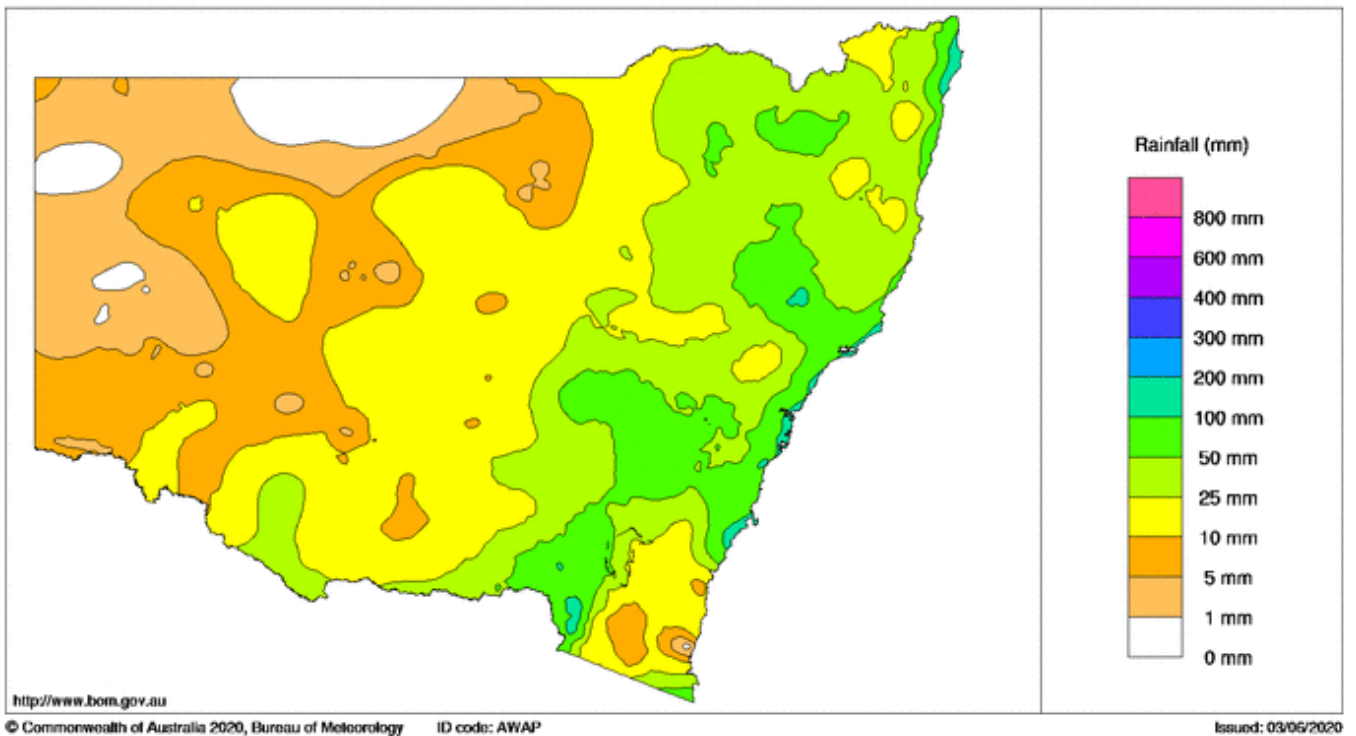 Rainfall (mm)
800 mm
600 mm
400 mm
300 mm
200 mm
100 mm
50 mm
25 mm
10 mm
5 mm
1 mm
0 mm
http://www.bom.gov.au
© Commonwealth of Australia 2020, Bureau of Meteorology ID code: AWAP Issued: 03/06/2020